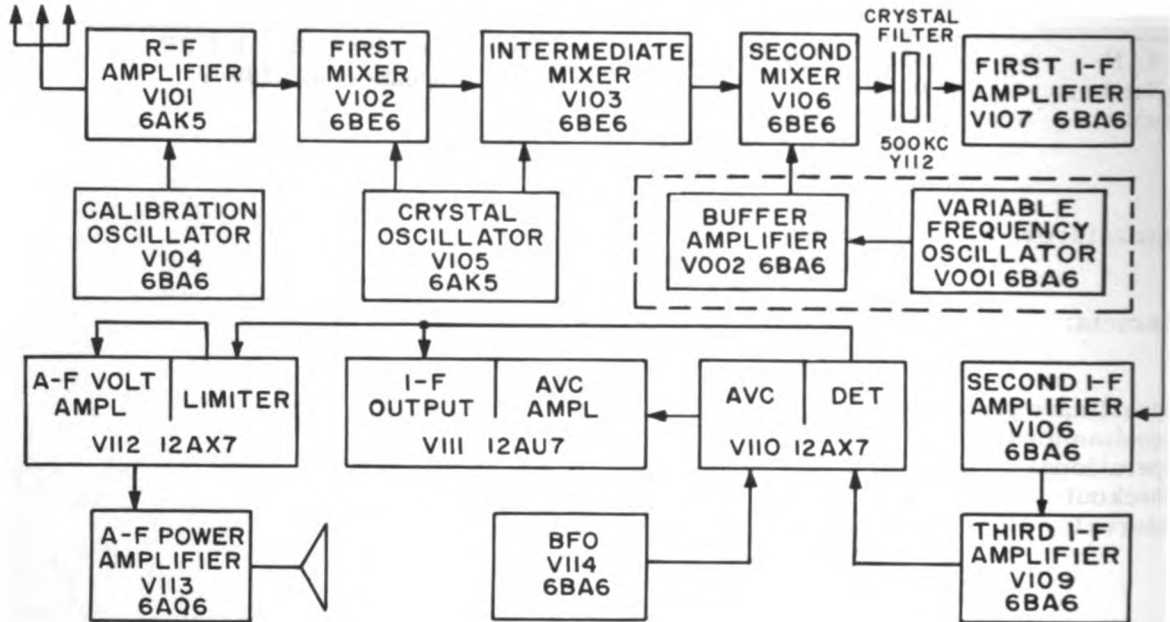 R-F
AMPLIFIER
V101
6AK5
FIRST
MIXER
V102
6BE6
INTERMEDIATE
MIXER
V103
6BE6
SECOND
MIXER
V106
6BE6
CRYSTAL
FILTER
500KC
Y112
FIRST I-F
AMPLIFIER
V107 6BA6
CALIBRATION
OSCILLATOR
V104
6BA6
CRYSTAL
OSCILLATOR
V105
6AK5
BUFFER
AMPLIFIER
V002 6BA6
VARIABLE
FREQUENCY
OSCILLATOR
V001 6BA6
A-F VOLT
AMPL
LIMITER
V112 12AX7
I-F
OUTPUT
AVC
AMPL
V111 12AU7
AVC
DET
V110 12AX7
SECOND I-F
AMPLIFIER
V106
6BA6
A-F POWER
AMPLIFIER
V113
6AQ6
BFO
V114
6BA6
THIRD I-F
AMPLIFIER
V109
6BA6